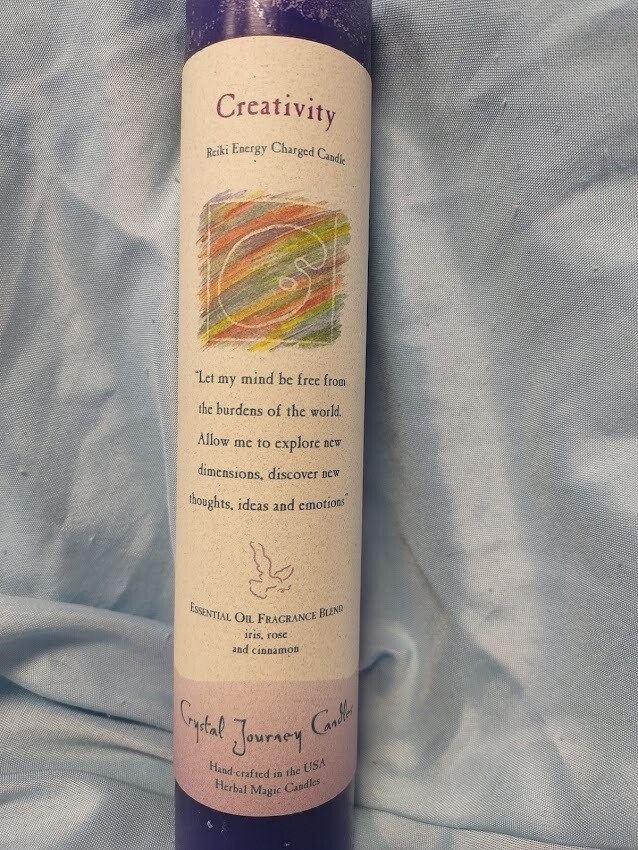 Creativity
Reiki Energy Charged Candle
"Let my mind be free from
the burdens of the world.
Allow me to explore new
dimensions, discover new
thoughts, ideas and emotions"
ESSENTIAL OIL FRAGRANCE BLEND
iris, rose
and cinnamon
Crystal Journey Candles
Hand-crafted in the USA
Herbal Magic Candles